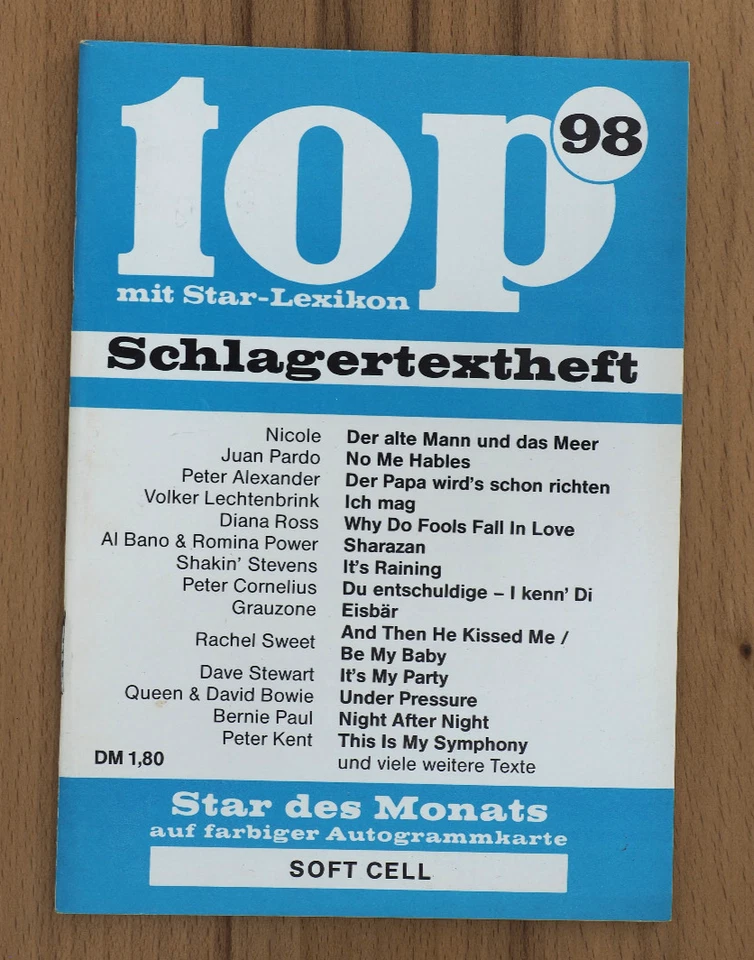 top 98
mit Star-Lexikon
Schlagertextheft
Nicole Der alte Mann und das Meer
Juan Pardo No Me Hables
Peter Alexander Der Papa wird's schon richten
Volker Lechtenbrink Ich mag
Diana Ross Why Do Fools Fall In Love
Al Bano & Romina Power Sharazan
Shakin' Stevens It's Raining
Peter Cornelius Du entschuldige – I kenn' Di
Grauzone Eisbär
Rachel Sweet And Then He Kissed Me /
Be My Baby
Dave Stewart It's My Party
Queen & David Bowie Under Pressure
Bernie Paul Night After Night
Peter Kent This Is My Symphony
DM 1,80 und viele weitere Texte
Star des Monats
auf farbiger Autogrammkarte
SOFT CELL